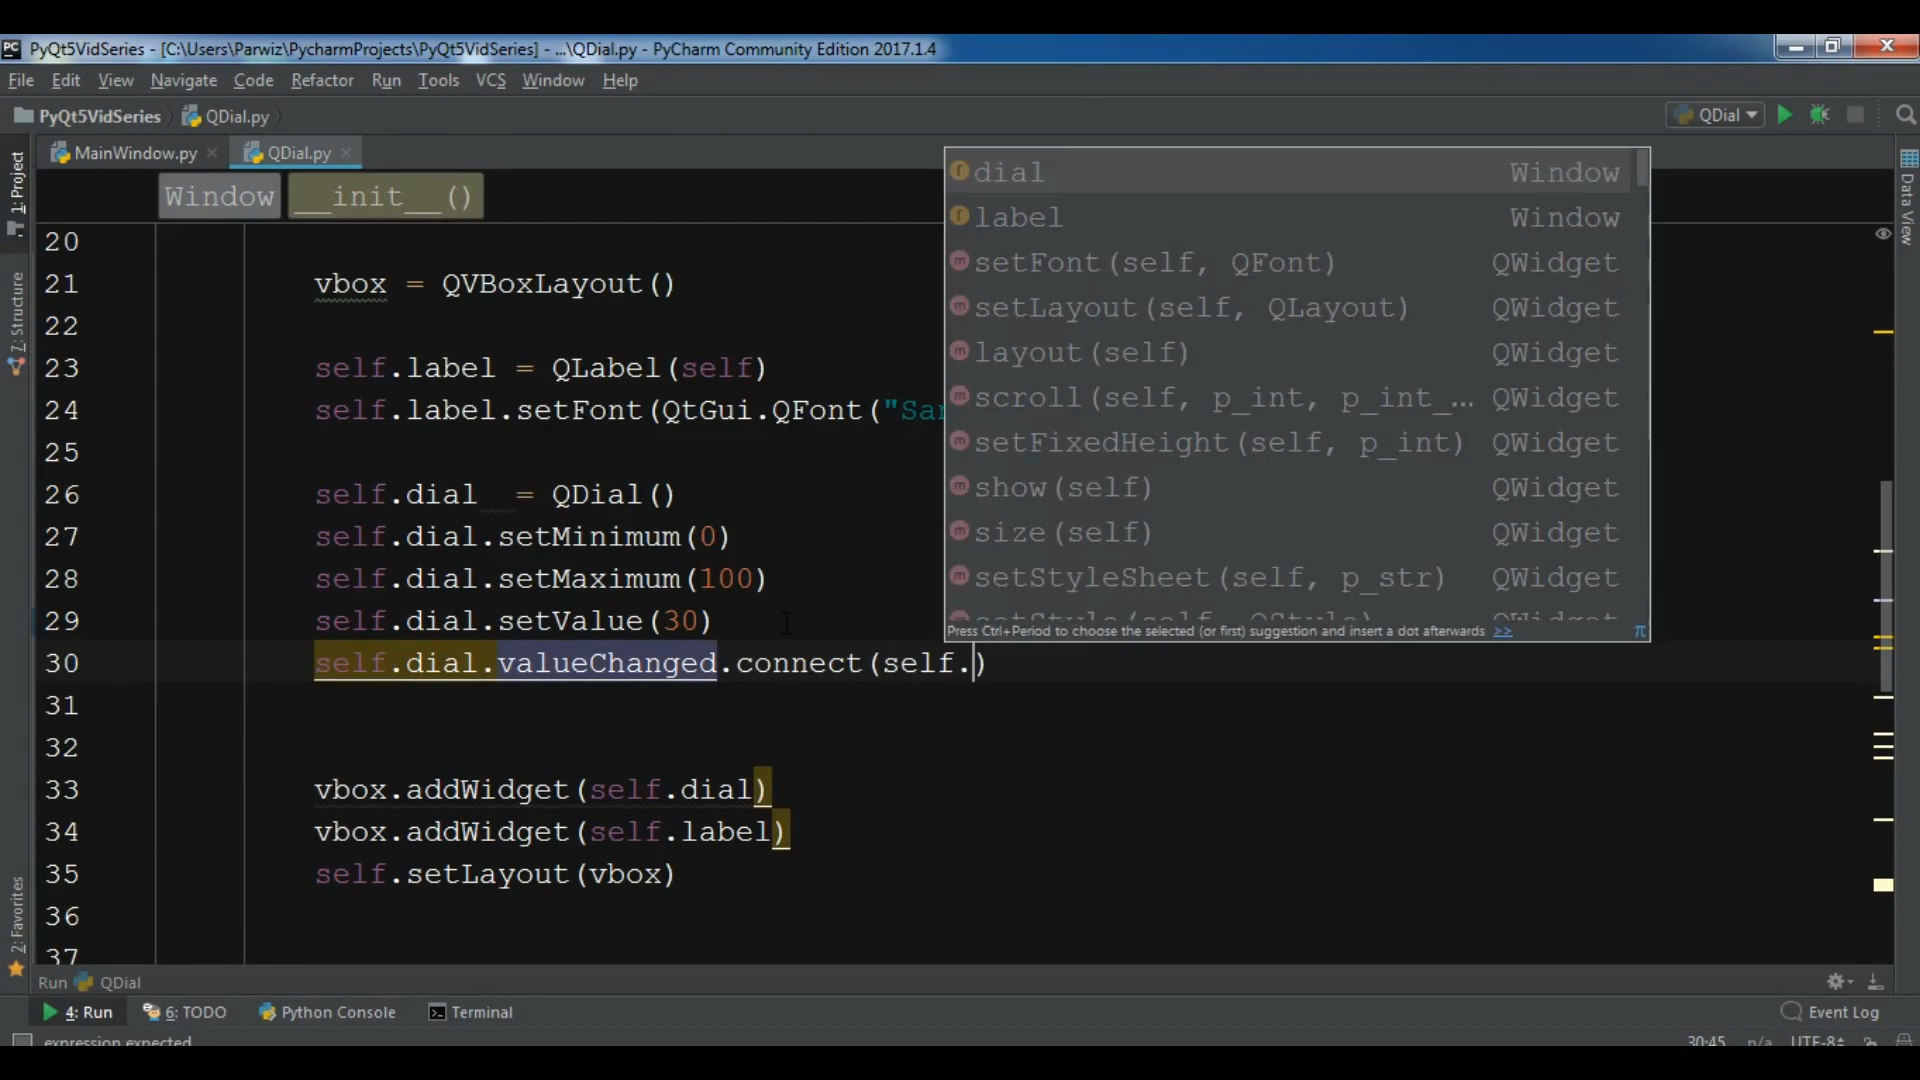 PyQt5VidSeries - [C:\Users\Parwiz\PycharmProjects\PyQt5VidSeries] - ...\QDial.py - PyCharm Community Edition 2017.1.4
File Edit View Navigate Code Refactor Run Tools VCS Window Help
PyQt5VidSeries QDial.py QDial
MainWindow.py QDial.py
Window __init__()
1: Project
7: Structure
2: Favorites
Data View
20
21 vbox = QVBoxLayout()
22
23 self.label = QLabel(self)
24 self.label.setFont(QtGui.QFont("San
25
26 self.dial = QDial()
27 self.dial.setMinimum(0)
28 self.dial.setMaximum(100)
29 self.dial.setValue(30)
30 self.dial.valueChanged.connect(self.)
31
32
33 vbox.addWidget(self.dial)
34 vbox.addWidget(self.label)
35 self.setLayout(vbox)
36
37
dial Window
label Window
setFont(self, QFont) QWidget
setLayout(self, QLayout) QWidget
layout(self) QWidget
scroll(self, p_int, p_int_... QWidget
setFixedHeight(self, p_int) QWidget
show(self) QWidget
size(self) QWidget
setStyleSheet(self, p_str) QWidget
setStyle(self, QStyle) QWidget
Press Ctrl+Period to choose the selected (or first) suggestion and insert a dot afterwards >> π
Run QDial
4: Run 6: TODO Python Console Terminal Event Log
expression expected 30:45 n/a UTF-8